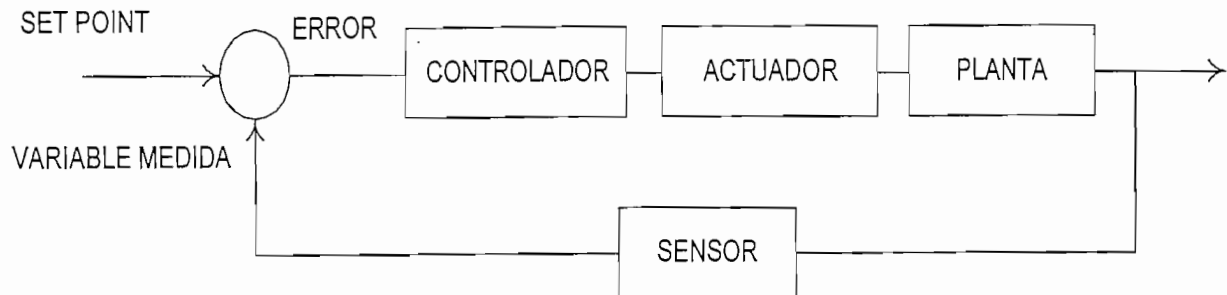 SET POINT
ERROR
CONTROLADOR
ACTUADOR
PLANTA
VARIABLE MEDIDA
SENSOR